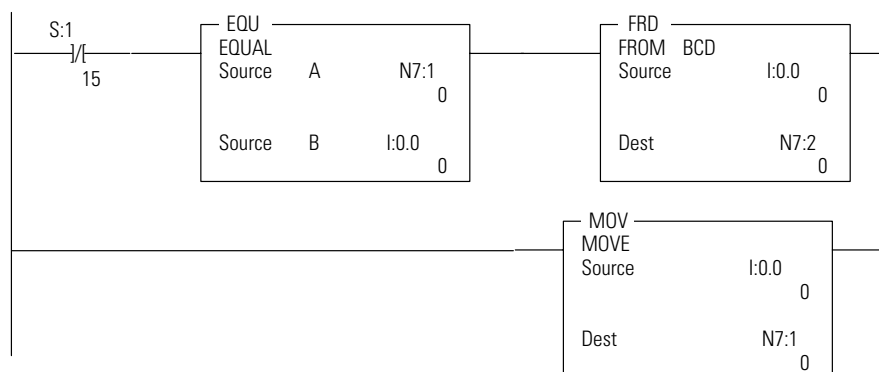 S:1
]/[
15
EQU
EQUAL
Source A N7:1
0
Source B I:0.0
0
FRD
FROM BCD
Source I:0.0
0
Dest N7:2
0
MOV
MOVE
Source I:0.0
0
Dest N7:1
0